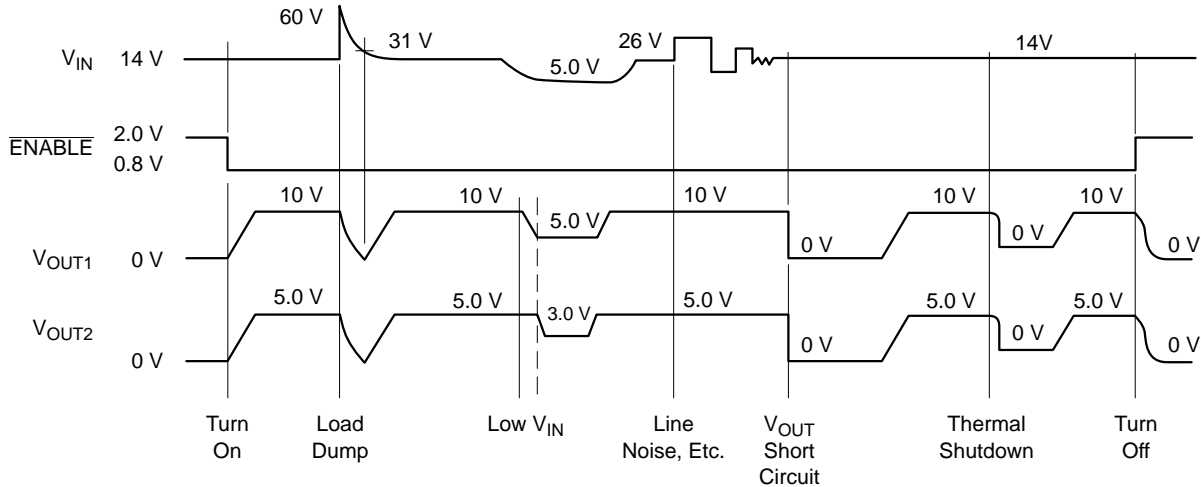 60 V
V_IN 14 V 31 V 26 V 14V
5.0 V
ENABLE 2.0 V
0.8 V
10 V 10 V 10 V 10 V 10 V
5.0 V
V_OUT1 0 V 0 V 0 V 0 V
5.0 V 5.0 V 3.0 V 5.0 V 5.0 V 5.0 V
V_OUT2 0 V 0 V 0 V 0 V
Turn On
Load Dump
Low V_IN
Line Noise, Etc.
V_OUT Short Circuit
Thermal Shutdown
Turn Off